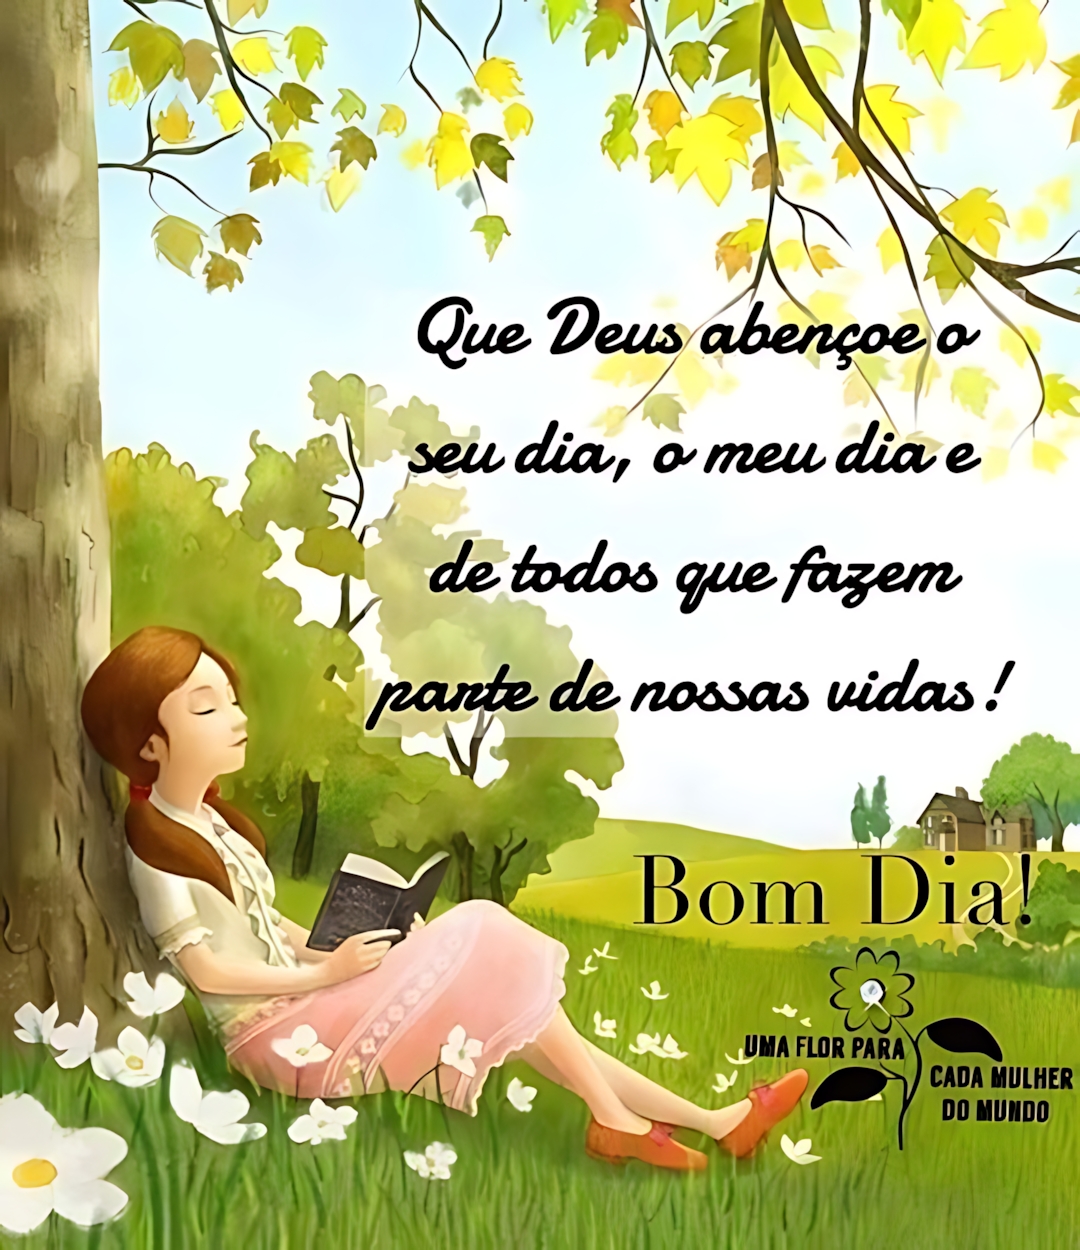 Que Deus abençoe o
seu dia, o meu dia e
de todos que fazem
parte de nossas vidas!
Bom Dia!
UMA FLOR PARA
CADA MULHER
DO MUNDO